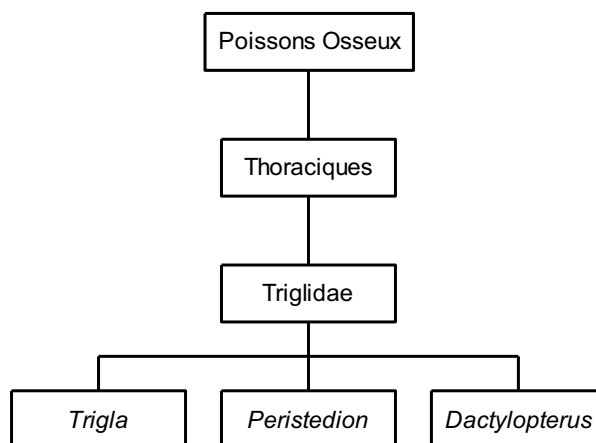 Poissons Osseux
Thoraciques
Triglidae
Trigla
Peristedion
Dactylopterus